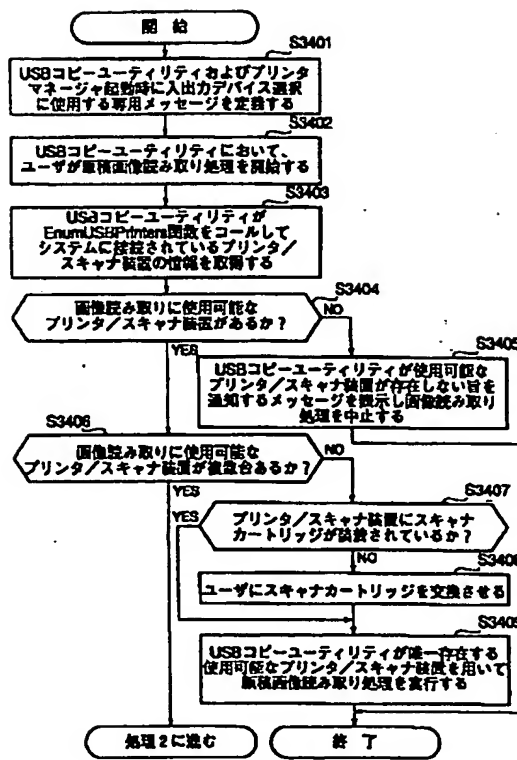 開始
S3401
USBコピーユーティリティおよびプリンタ
マネージャ起動時に入出力デバイス選択
に使用する専用メッセージを定義する
S3402
USBコピーユーティリティにおいて、
ユーザが原稿画像読み取り処理を開始する
S3403
USBコピーユーティリティが
EnumUSBPrinters関数をコールして
システムに接続されているプリンタ/
スキャナ装置の情報を取得する
S3404
画像読み取りに使用可能な
プリンタ/スキャナ装置があるか?
NO
YES
S3405
USBコピーユーティリティが使用可能な
プリンタ/スキャナ装置が存在しない旨を
通知するメッセージを表示し画像読み取り
処理を中止する
S3406
画像読み取りに使用可能な
プリンタ/スキャナ装置が複数台あるか?
NO
YES
S3407
プリンタ/スキャナ装置にスキャナ
カートリッジが装着されているか?
YES
NO
S3408
ユーザにスキャナカートリッジを交換させる
S3409
USBコピーユーティリティが唯一存在する
使用可能なプリンタ/スキャナ装置を用いて
原稿画像読み取り処理を実行する
処理2に進む
終了